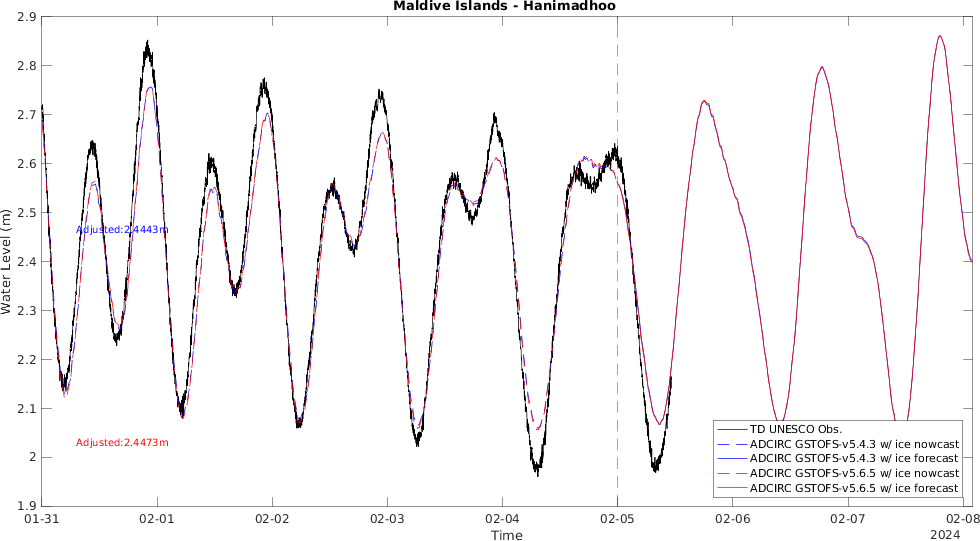 Maldive Islands - Hanimadhoo
Water Level (m)
2.9
2.8
2.7
2.6
2.5
2.4
2.3
2.2
2.1
2
1.9
Adjusted:2.4443m
Adjusted:2.4473m
TD UNESCO Obs.
ADCIRC GSTOFS-v5.4.3 w/ ice nowcast
ADCIRC GSTOFS-v5.4.3 w/ ice forecast
ADCIRC GSTOFS-v5.6.5 w/ ice nowcast
ADCIRC GSTOFS-v5.6.5 w/ ice forecast
01-31 02-01 02-02 02-03 02-04 02-05 02-06 02-07 02-08
Time
2024